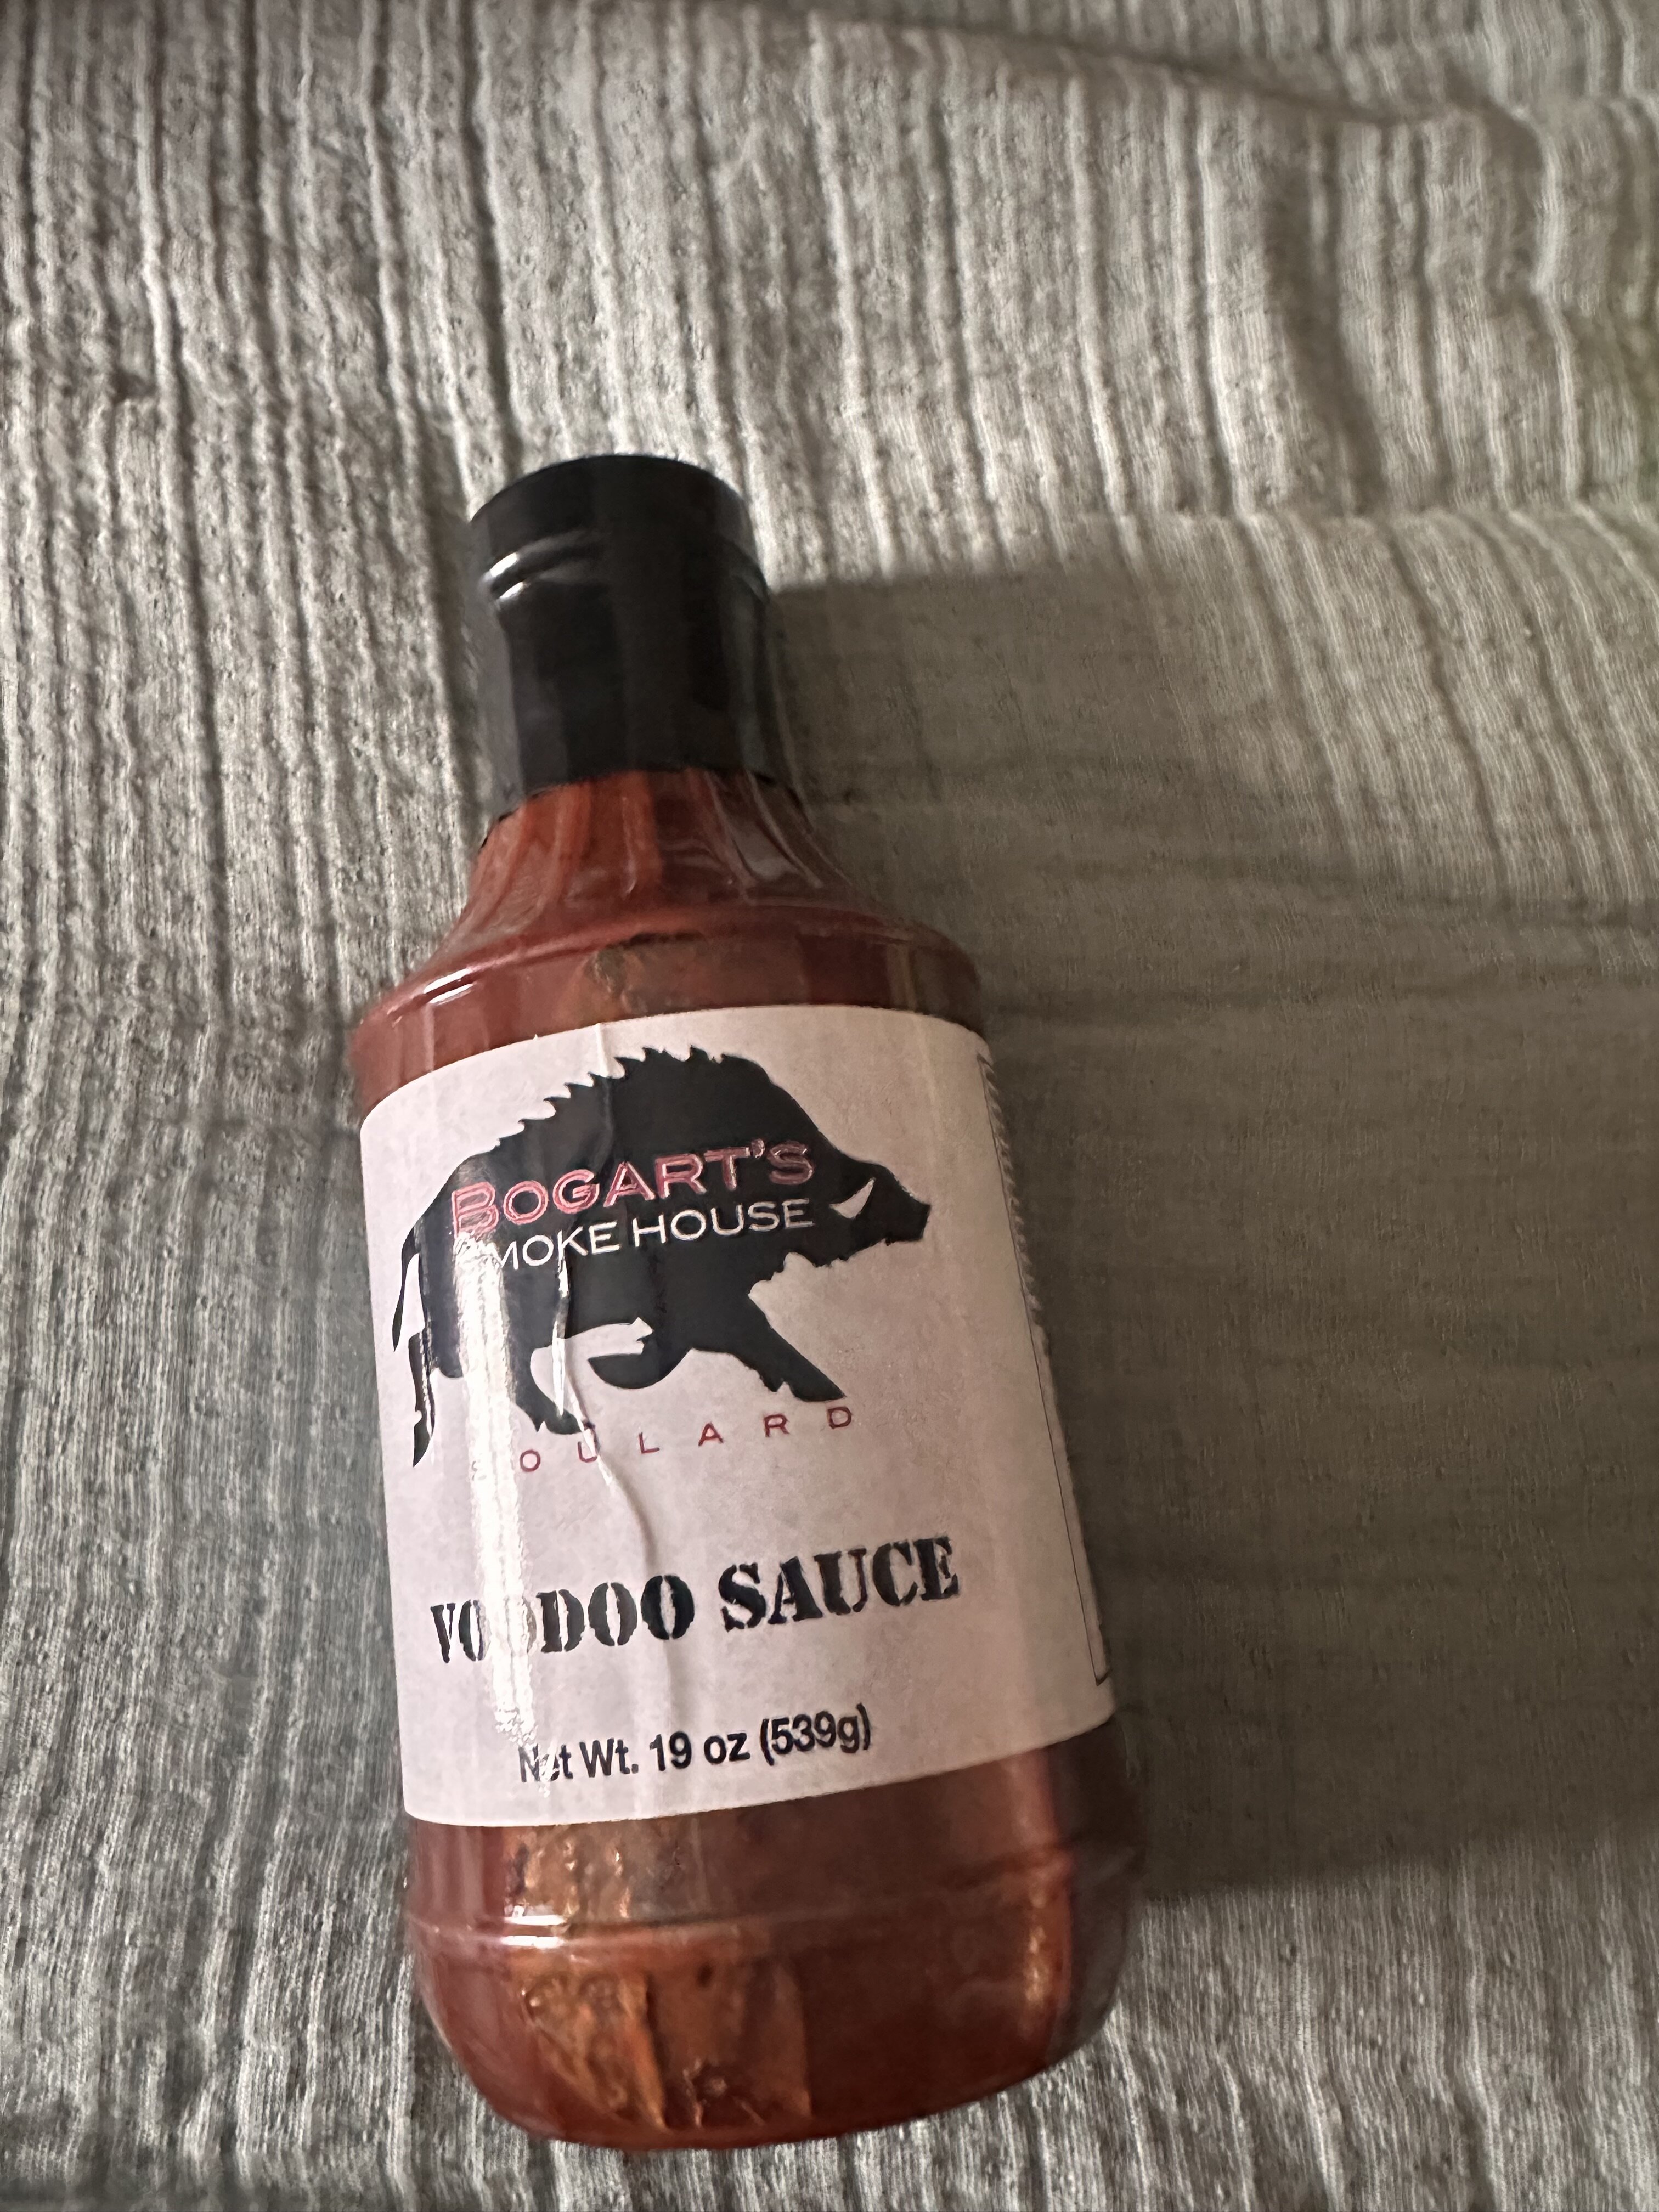 BOGART'S
SMOKE HOUSE
SOULARD
VOODOO SAUCE
Net Wt. 19 oz (539g)